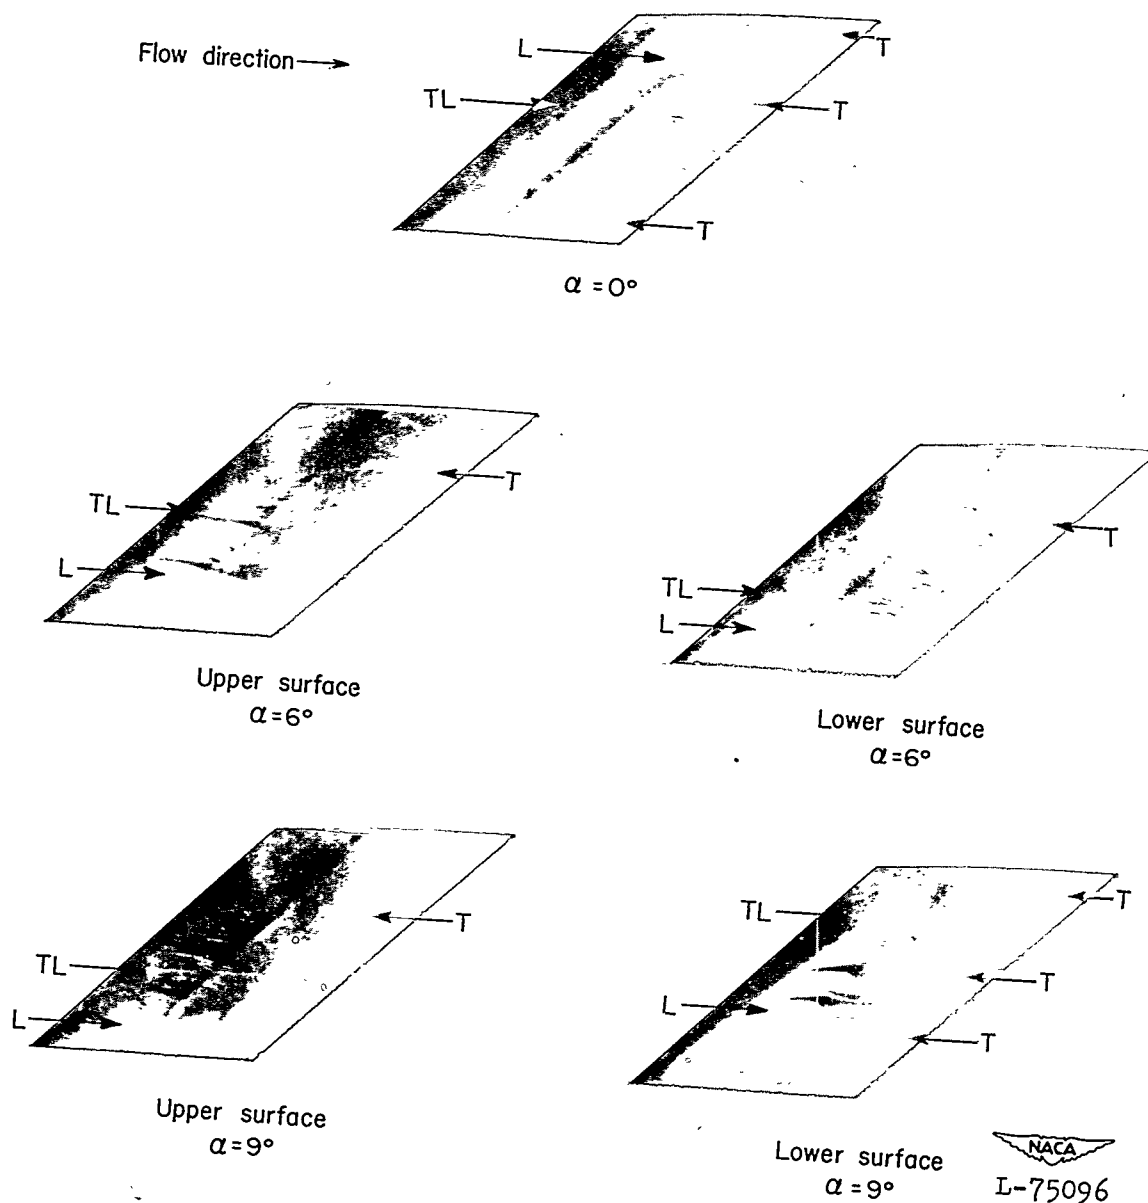 Flow direction
L
T
TL
T
T
α = 0°
TL
T
L
Upper surface
α = 6°
T
TL
L
Lower surface
α = 6°
T
TL
L
Upper surface
α = 9°
TL
T
T
L
T
Lower surface
α = 9°
NACA
L-75096